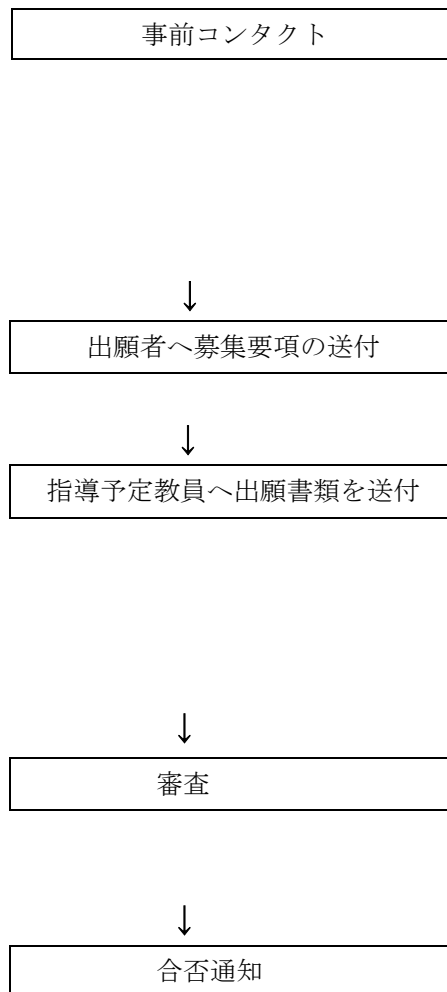 事前コンタクト
↓
出願者へ募集要項の送付
↓
指導予定教員へ出願書類を送付
↓
審査
↓
合否通知